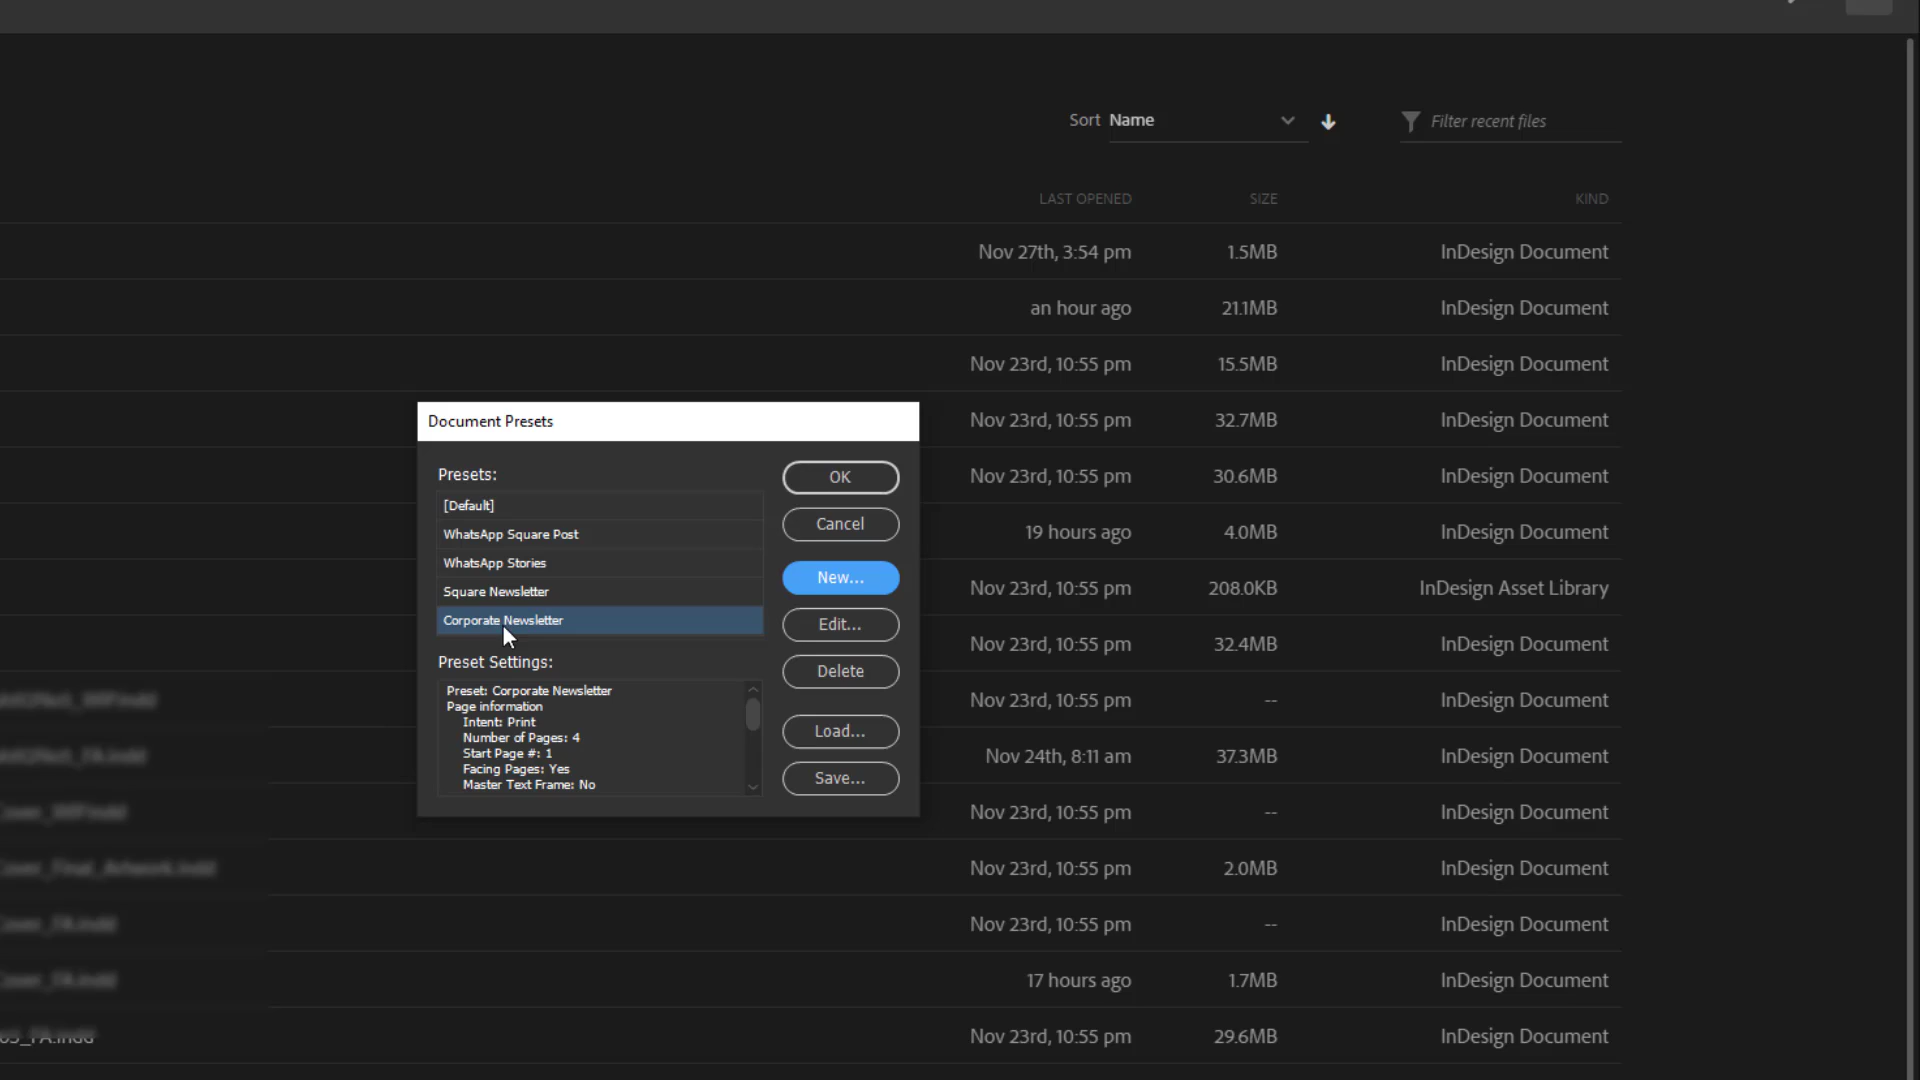 Sort Name
Filter recent files
LAST OPENED SIZE KIND
Nov 27th, 3:54 pm 1.5MB InDesign Document
an hour ago 21.1MB InDesign Document
Nov 23rd, 10:55 pm 15.5MB InDesign Document
Nov 23rd, 10:55 pm 32.7MB InDesign Document
Nov 23rd, 10:55 pm 30.6MB InDesign Document
19 hours ago 4.0MB InDesign Document
Nov 23rd, 10:55 pm 208.0KB InDesign Asset Library
Nov 23rd, 10:55 pm 32.4MB InDesign Document
Nov 23rd, 10:55 pm -- InDesign Document
Nov 24th, 8:11 am 37.3MB InDesign Document
Nov 23rd, 10:55 pm -- InDesign Document
Nov 23rd, 10:55 pm 2.0MB InDesign Document
Nov 23rd, 10:55 pm -- InDesign Document
17 hours ago 1.7MB InDesign Document
Nov 23rd, 10:55 pm 29.6MB InDesign Document
Document Presets
Presets:
[Default]
WhatsApp Square Post
WhatsApp Stories
Square Newsletter
Corporate Newsletter
Preset Settings:
Preset: Corporate Newsletter
Page information
Intent: Print
Number of Pages: 4
Start Page #: 1
Facing Pages: Yes
Master Text Frame: No
OK
Cancel
New...
Edit...
Delete
Load...
Save...